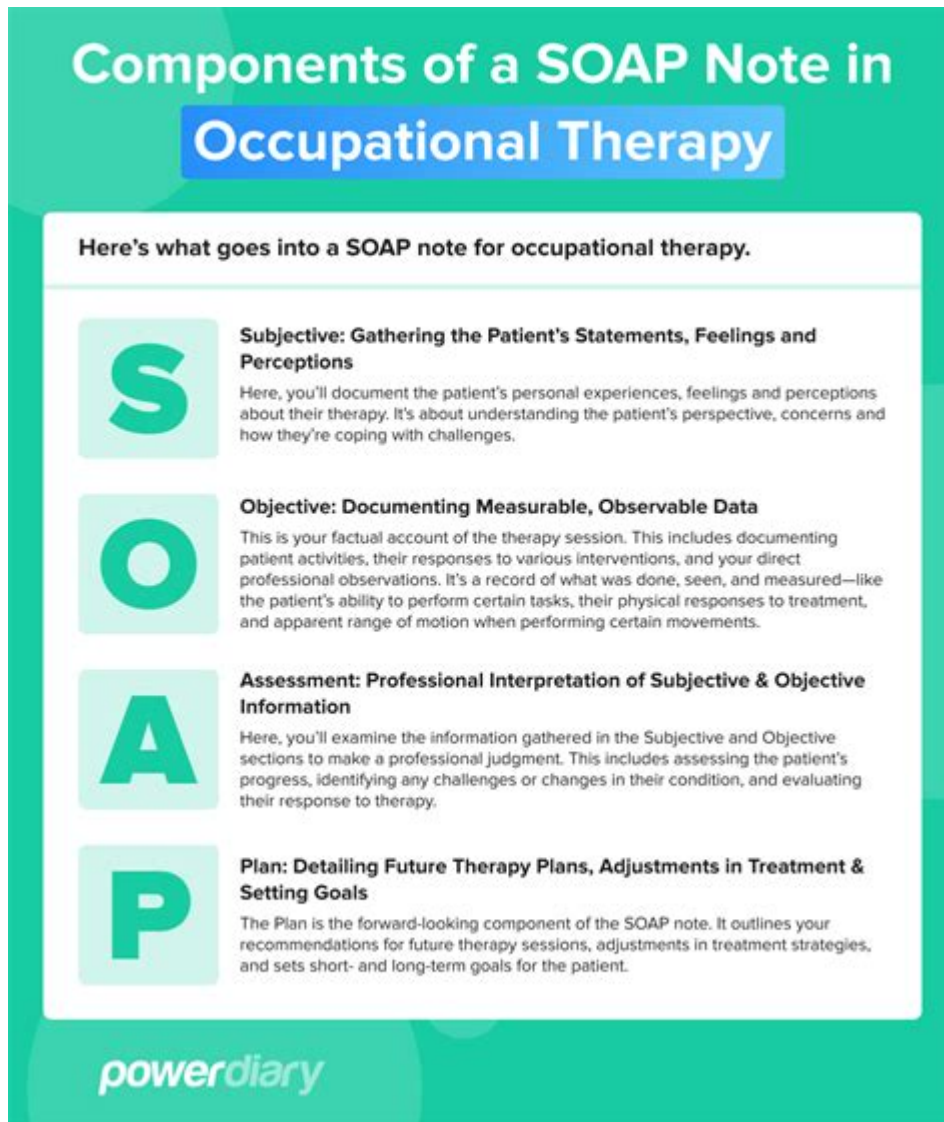 Components of a SOAP Note in
Occupational Therapy
Here’s what goes into a SOAP note for occupational therapy.
S
Subjective: Gathering the Patient’s Statements, Feelings and
Perceptions
Here, you’ll document the patient’s personal experiences, feelings and perceptions
about their therapy. It’s about understanding the patient’s perspective, concerns and
how they’re coping with challenges.
O
Objective: Documenting Measurable, Observable Data
This is your factual account of the therapy session. This includes documenting
patient activities, their responses to various interventions, and your direct
professional observations. It’s a record of what was done, seen, and measured—like
the patient’s ability to perform certain tasks, their physical responses to treatment,
and apparent range of motion when performing certain movements.
A
Assessment: Professional Interpretation of Subjective & Objective
Information
Here, you’ll examine the information gathered in the Subjective and Objective
sections to make a professional judgment. This includes assessing the patient’s
progress, identifying any challenges or changes in their condition, and evaluating
their response to therapy.
P
Plan: Detailing Future Therapy Plans, Adjustments in Treatment &
Setting Goals
The Plan is the forward-looking component of the SOAP note. It outlines your
recommendations for future therapy sessions, adjustments in treatment strategies,
and sets short- and long-term goals for the patient.
powerdiary